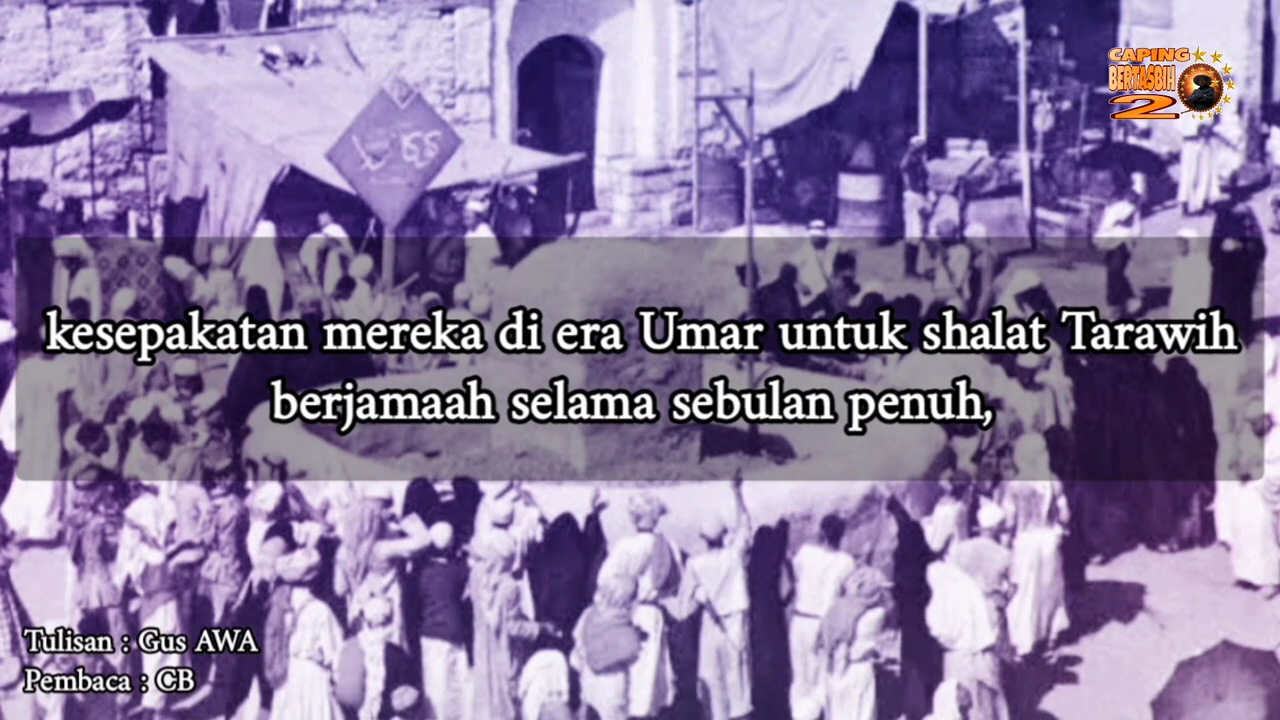 CAPING
BERTASBIH
2
kesepakatan mereka di era Umar untuk shalat Tarawih
berjamaah selama sebulan penuh,
Tulisan : Gus AWA
Pembaca : CB